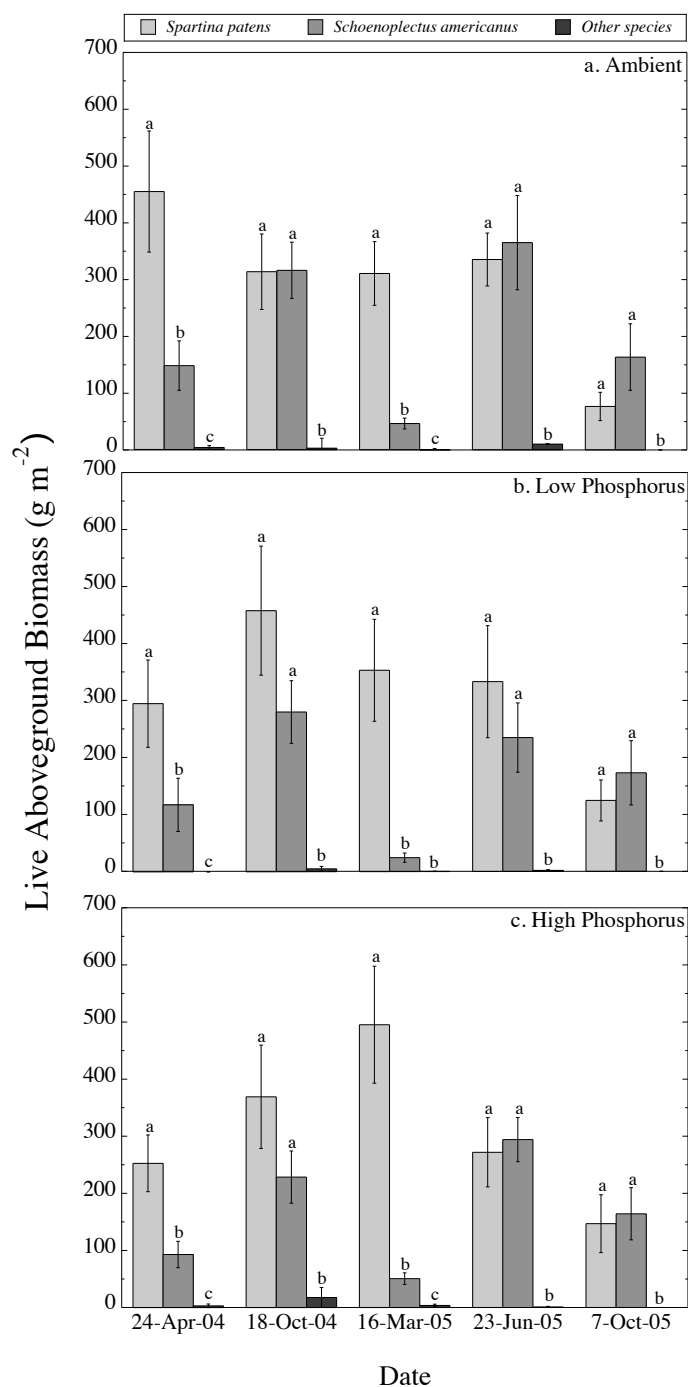 Spartina patens Schoenoplectus americanus Other species
Live Aboveground Biomass (g m-2)
a. Ambient
700
600
500
400
300
200
100
0
a
b
c
a
a
b
a
b
c
a
a
b
a
a
b
b. Low Phosphorus
700
600
500
400
300
200
100
0
a
b
c
a
a
b
a
b
b
a
a
b
a
a
b
c. High Phosphorus
700
600
500
400
300
200
100
0
a
b
c
a
a
b
a
b
c
a
a
b
a
a
b
24-Apr-04 18-Oct-04 16-Mar-05 23-Jun-05 7-Oct-05
Date